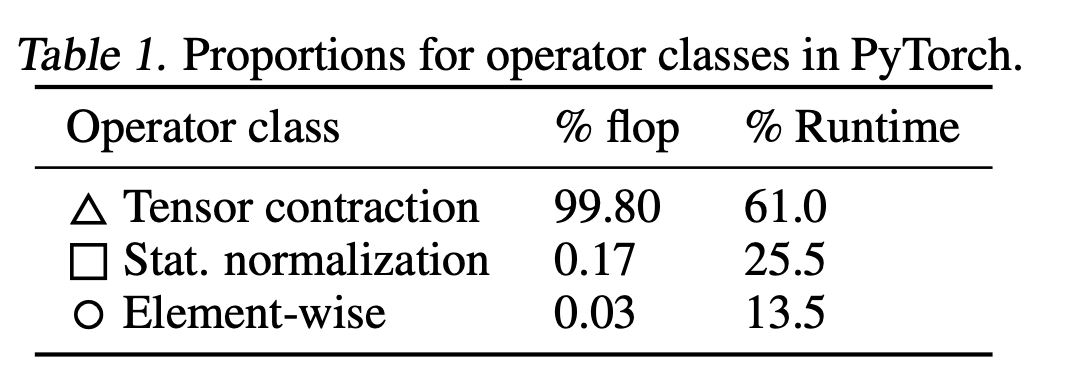 Table 1. Proportions for operator classes in PyTorch.
Operator class % flop % Runtime
△ Tensor contraction 99.80 61.0
□ Stat. normalization 0.17 25.5
○ Element-wise 0.03 13.5